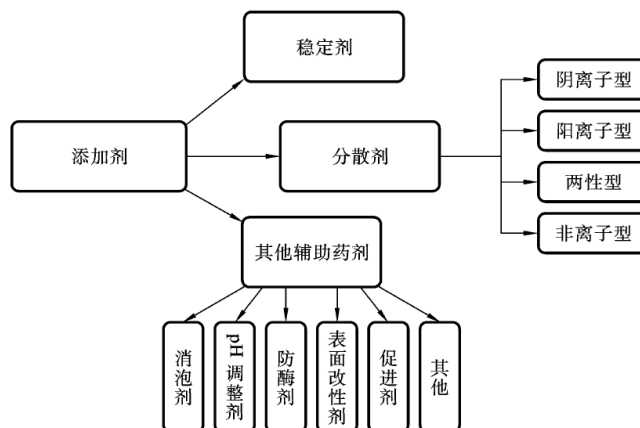 稳定剂
添加剂
分散剂
阴离子型
阳离子型
两性型
非离子型
其他辅助药剂
消泡剂
pH调整剂
防酶剂
表面改性剂
促进剂
其他